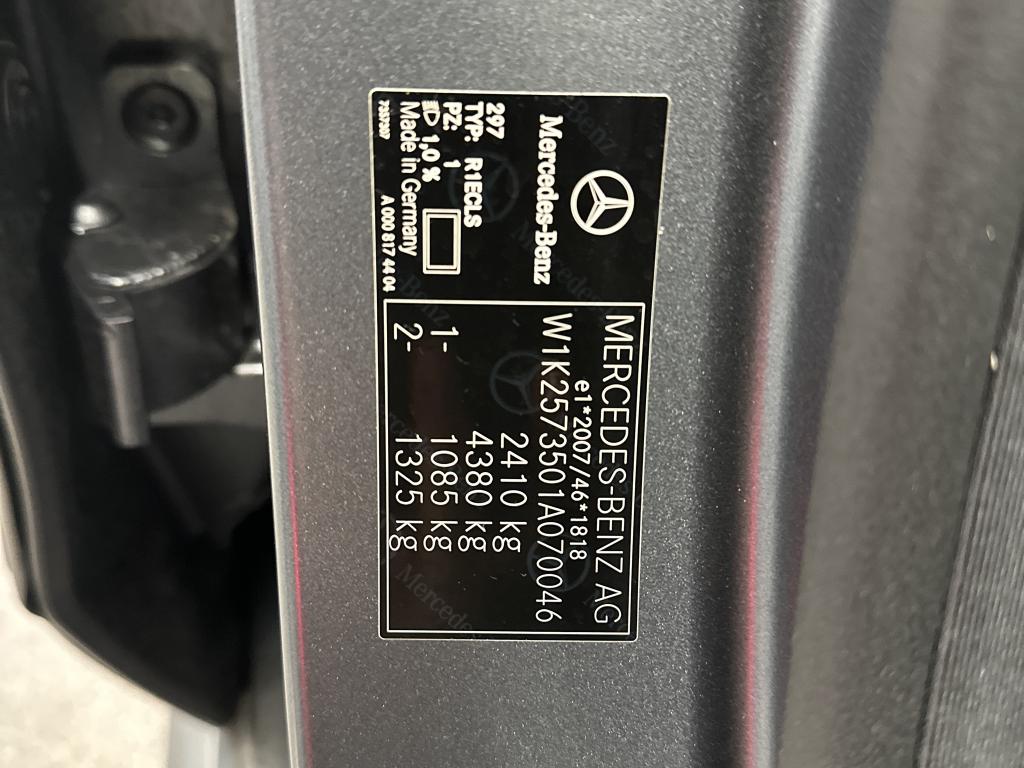 Mercedes-Benz
297
TYP: R1ECLS
PZ: 1
1,0 %
Made in Germany
7337097 A 000 817 44 04
MERCEDES-BENZ AG
e1*2007/46*1818
W1K2573501A070046
2410 kg
4380 kg
1- 1085 kg
2- 1325 kg